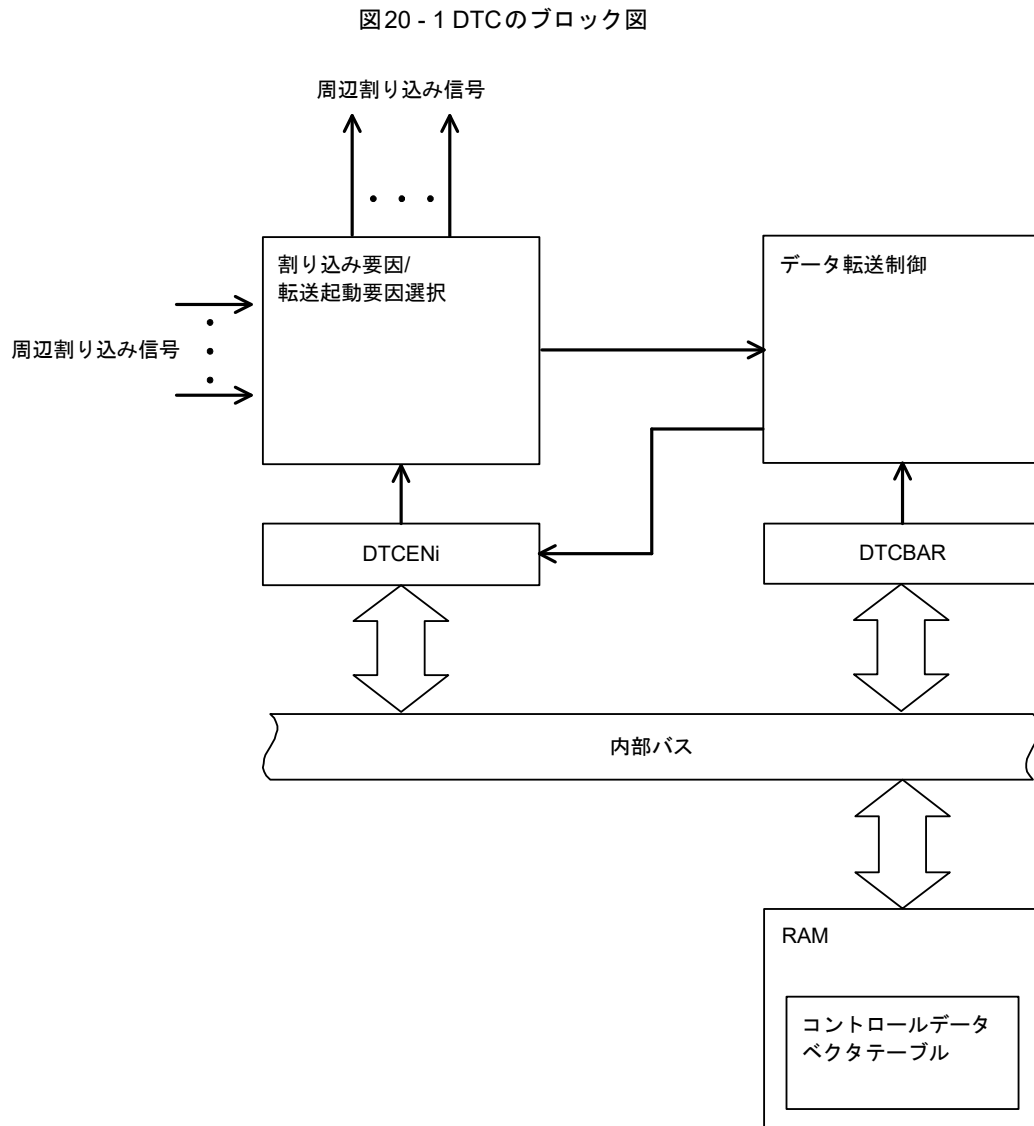 図20 - 1 DTCのブロック図
周辺割り込み信号
割り込み要因/
転送起動要因選択
データ転送制御
周辺割り込み信号
DTCENi
DTCBAR
内部バス
RAM
コントロールデータ
ベクタテーブル